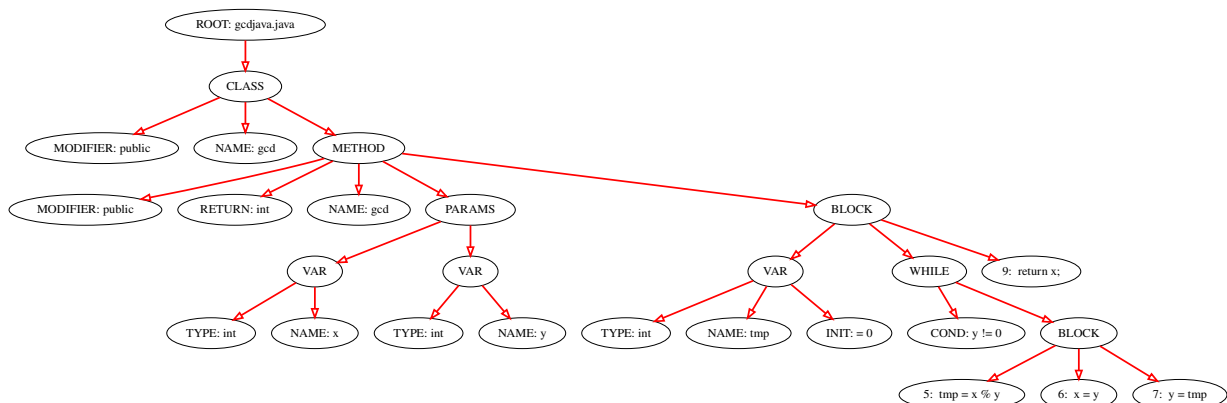 ROOT: gcdjava.java
CLASS
MODIFIER: public
NAME: gcd
METHOD
MODIFIER: public
RETURN: int
NAME: gcd
PARAMS
BLOCK
VAR
VAR
VAR
WHILE
9: return x;
TYPE: int
NAME: x
TYPE: int
NAME: y
TYPE: int
NAME: tmp
INIT: = 0
COND: y != 0
BLOCK
5: tmp = x % y
6: x = y
7: y = tmp